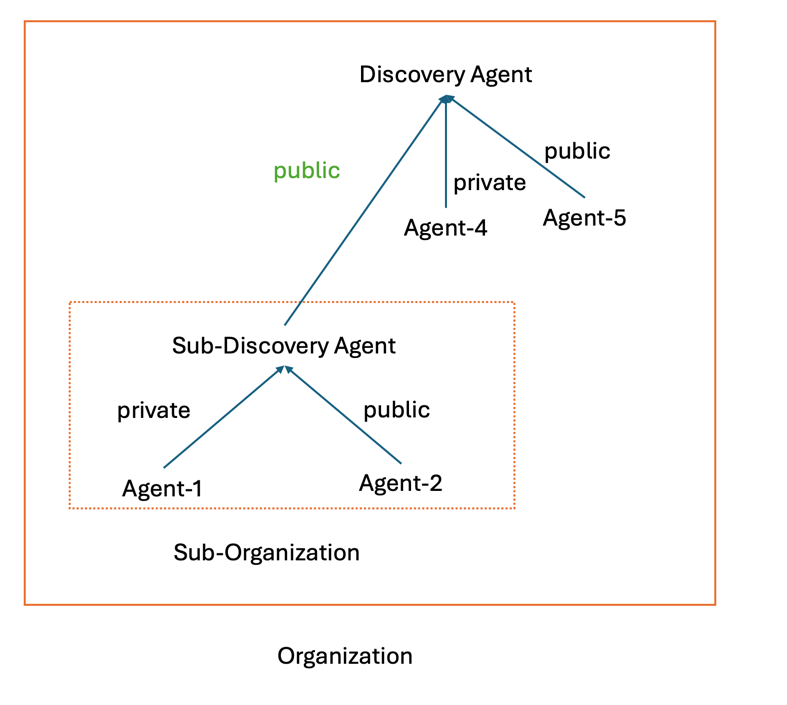 Discovery Agent
public
public
private
Agent-4
Agent-5
Sub-Discovery Agent
private
public
Agent-1
Agent-2
Sub-Organization
Organization